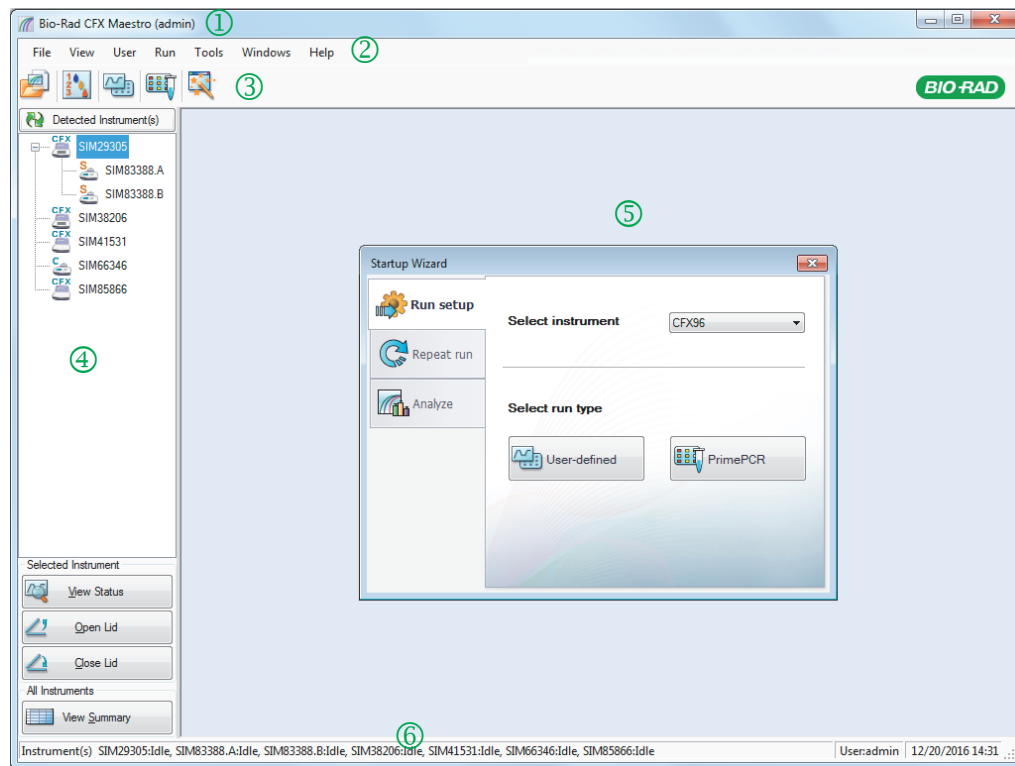 Bio-Rad CFX Maestro (admin) ①
File View User Run Tools Windows Help ②
③
BIO-RAD
Detected Instrument(s)
CFX SIM29305
S SIM83388.A
S SIM83388.B
CFX SIM38206
CFX SIM41531
C SIM66346
CFX SIM85866
④
⑤
Startup Wizard
Run setup
Repeat run
Analyze
Select instrument CFX96
Select run type
User-defined PrimePCR
Selected Instrument
View Status
Open Lid
Close Lid
All Instruments
View Summary
⑥
Instrument(s) SIM29305:Idle, SIM83388.A:Idle, SIM83388.B:Idle, SIM38206:Idle, SIM41531:Idle, SIM66346:Idle, SIM85866:Idle User:admin 12/20/2016 14:31